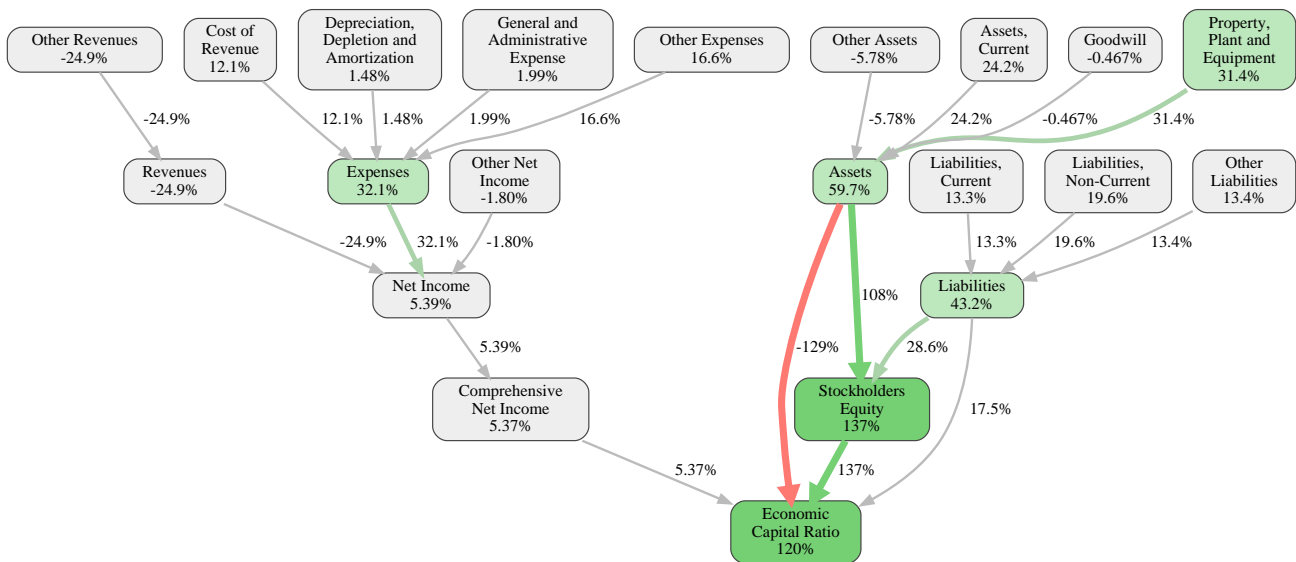 Other Revenues
-24.9%
Cost of
Revenue
12.1%
Depreciation,
Depletion and
Amortization
1.48%
General and
Administrative
Expense
1.99%
Other Expenses
16.6%
Other Assets
-5.78%
Assets,
Current
24.2%
Goodwill
-0.467%
Property,
Plant and
Equipment
31.4%
-24.9%
12.1%
1.48%
1.99%
16.6%
-5.78%
24.2%
-0.467%
31.4%
Revenues
-24.9%
Expenses
32.1%
Other Net
Income
-1.80%
Assets
59.7%
Liabilities,
Current
13.3%
Liabilities,
Non-Current
19.6%
Other
Liabilities
13.4%
-24.9%
32.1%
-1.80%
13.3%
19.6%
13.4%
Net Income
5.39%
Liabilities
43.2%
108%
5.39%
-129%
28.6%
Comprehensive
Net Income
5.37%
Stockholders
Equity
137%
17.5%
5.37%
137%
Economic
Capital Ratio
120%